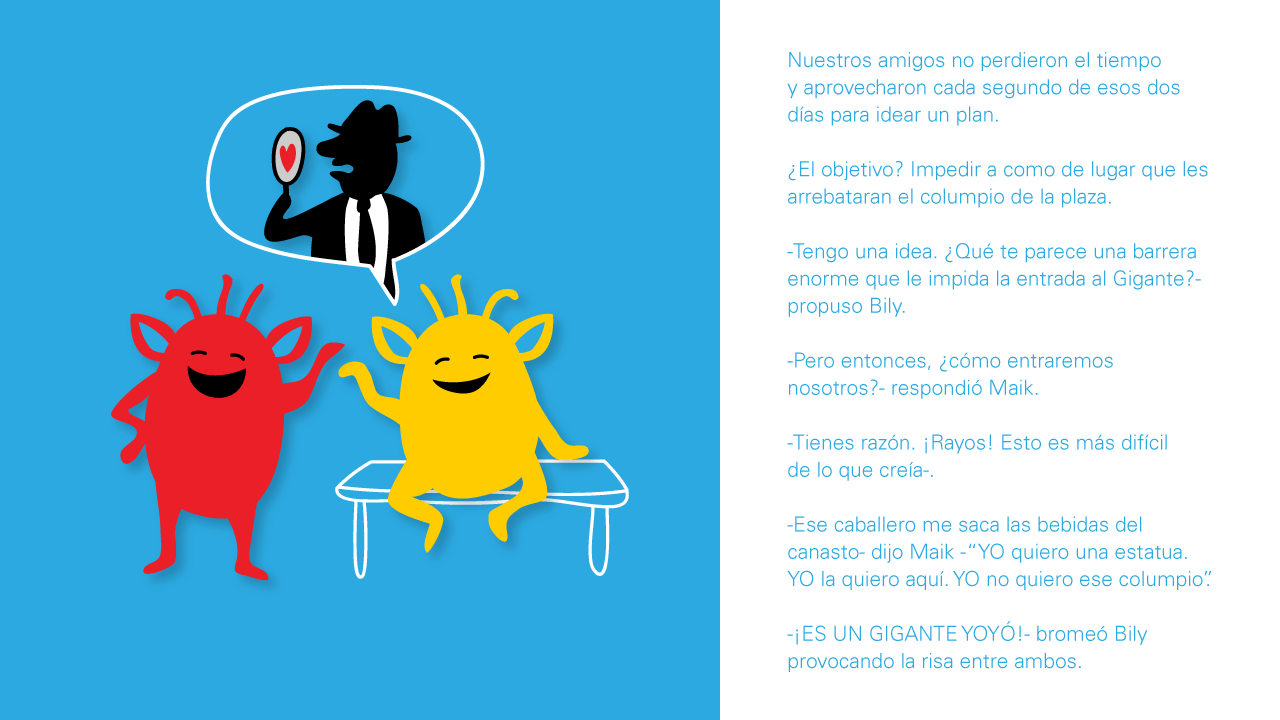 Nuestros amigos no perdieron el tiempo
y aprovecharon cada segundo de esos dos
días para idear un plan.
¿El objetivo? Impedir a como de lugar que les
arrebataran el columpio de la plaza.
-Tengo una idea. ¿Qué te parece una barrera
enorme que le impida la entrada al Gigante?-
propuso Bily.
-Pero entonces, ¿cómo entraremos
nosotros?- respondió Maik.
-Tienes razón. ¡Rayos! Esto es más difícil
de lo que creía-.
-Ese caballero me saca las bebidas del
canasto- dijo Maik -“YO quiero una estatua.
YO la quiero aquí. YO no quiero ese columpio”.
-¡ES UN GIGANTE YOYÓ!- bromeó Bily
provocando la risa entre ambos.